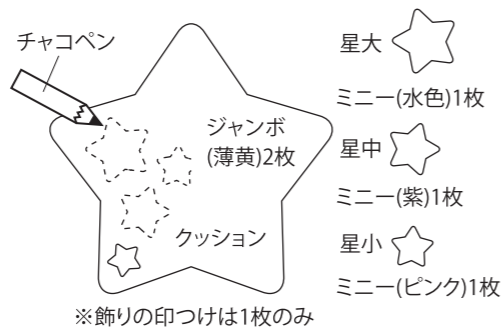 チャコペン
ジャンボ
(薄黄)2枚
クッション
※飾りの印つけは1枚のみ
星大
ミニー(水色)1枚
星中
ミニー(紫)1枚
星小
ミニー(ピンク)1枚